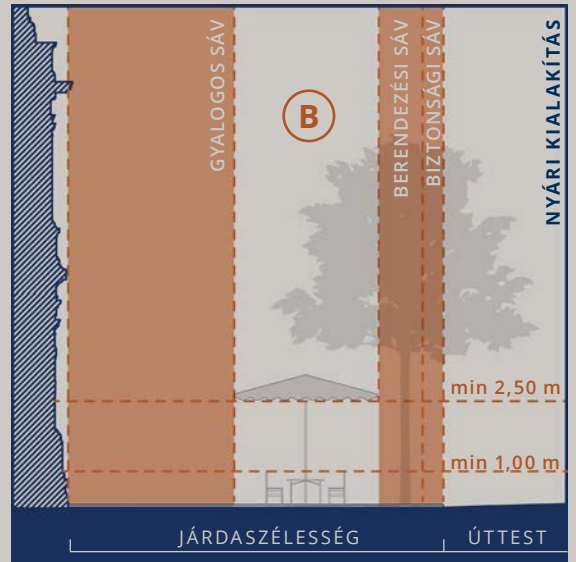 GYALOGOS SÁV
B
BERENDEZÉSI SÁV
BIZTONSÁGI SÁV
NYÁRI KIALAKÍTÁS
min 2,50 m
min 1,00 m
JÁRDASZÉLESSÉG
ÚTTEST